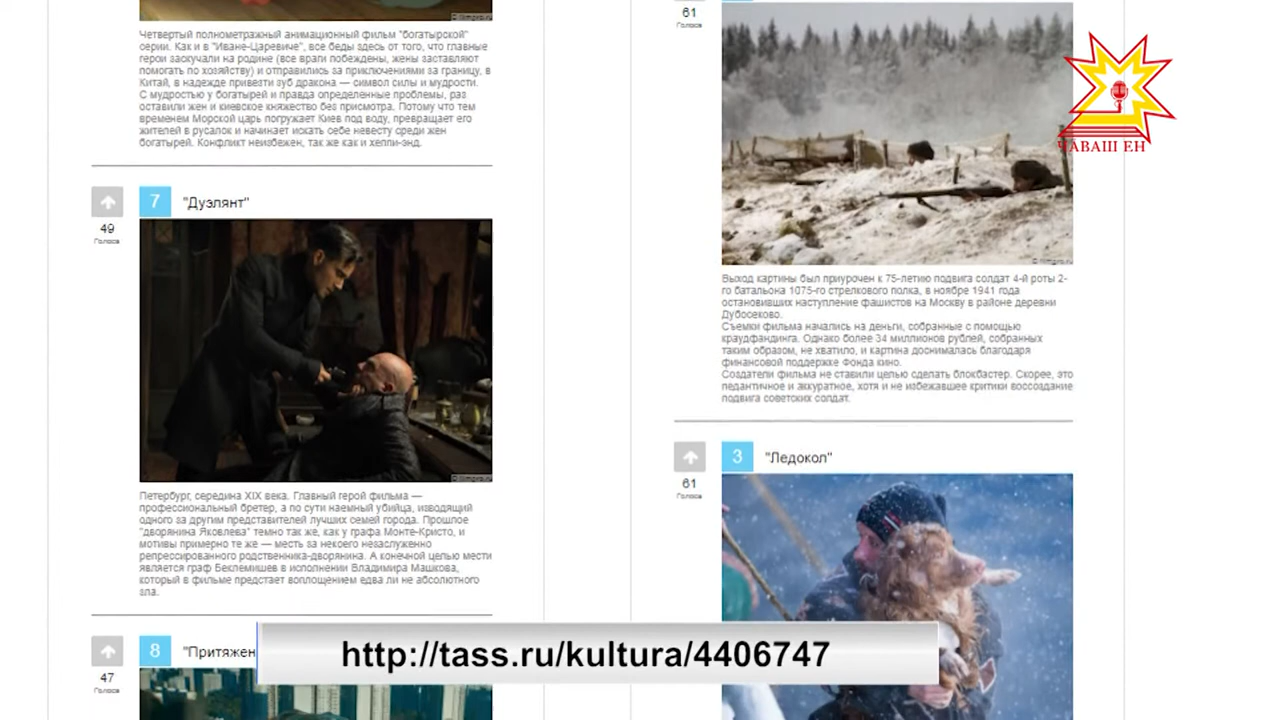 © filmpro.ru
Четвертый полнометражный анимационный фильм "богатырской"
серии. Как и в "Иване-Царевиче", все беды здесь от того, что главные
герои заскучали на родине (все враги побеждены, жены заставляют
помогать по хозяйству) и отправились за приключениями за границу, в
Китай, в надежде привезти зуб дракона — символ силы и мудрости.
С мудростью у богатырей и правда определенные проблемы, раз
оставили жен и киевское княжество без присмотра. Потому что тем
временем Морской царь погружает Киев под воду, превращает его
жителей в русалок и начинает искать себе невесту среди жен
богатырей. Конфликт неизбежен, так же как и хеппи-энд.
7 "Дуэлянт"
49
Голоса
© filmpro.ru
Петербург, середина XIX века. Главный герой фильма —
профессиональный бретер, а по сути наемный убийца, изводящий
одного за другим представителей лучших семей города. Прошлое
"дворянина Яковлева" темно так же, как у графа Монте-Кристо, и
мотивы примерно те же — месть за некоего незаслуженно
репрессированного родственника-дворянина. А конечной целью мести
является граф Беклемишев в исполнении Владимира Машкова,
который в фильме предстает воплощением едва ли не абсолютного
зла.
8 "Притяжен
47
Голоса
61
Голоса
© filmpro.ru
Выход картины был приурочен к 75-летию подвига солдат 4-й роты 2-
го батальона 1075-го стрелкового полка, в ноябре 1941 года
остановивших наступление фашистов на Москву в районе деревни
Дубосеково.
Съемки фильма начались на деньги, собранные с помощью
краудфандинга. Однако более 34 миллионов рублей, собранных
таким образом, не хватило, и картина доснималась благодаря
финансовой поддержке Фонда кино.
Создатели фильма не ставили целью сделать блокбастер. Скорее, это
педантичное и аккуратное, хотя и не избежавшее критики воссоздание
подвига советских солдат.
3 "Ледокол"
61
Голоса
ЧĂВАШ ЕН
http://tass.ru/kultura/4406747